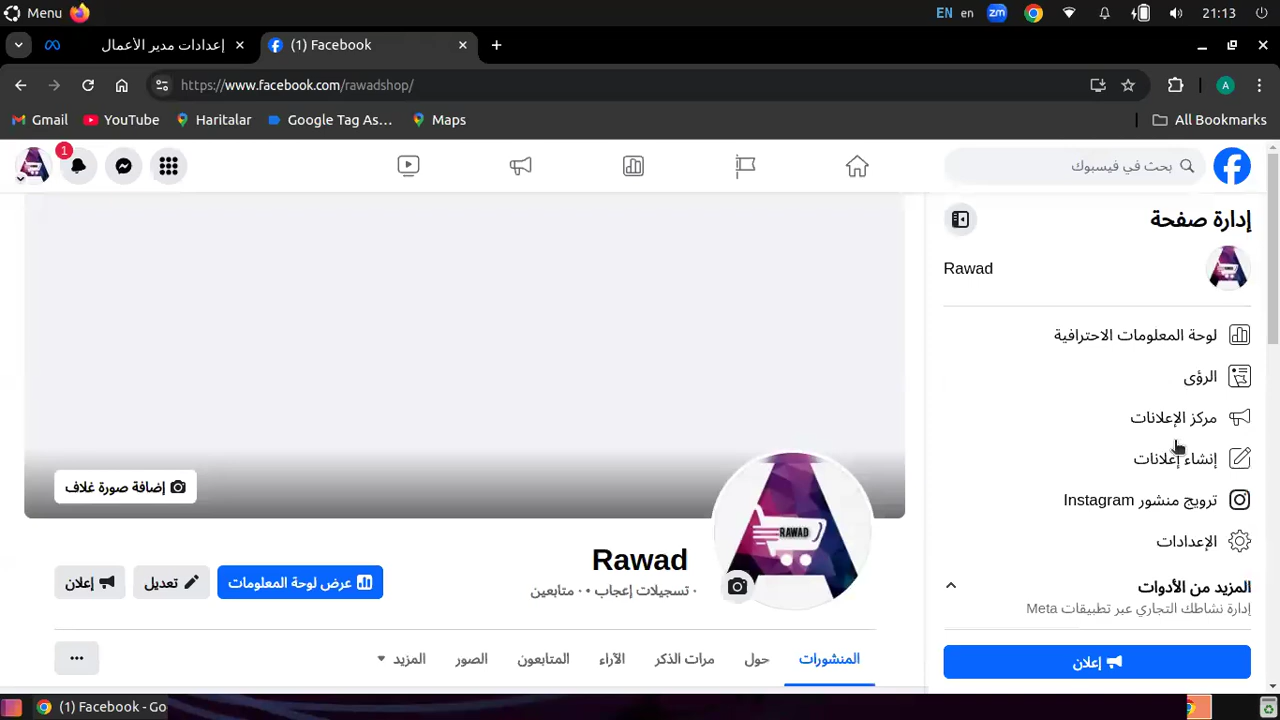 Menu
EN en zm 21:13
إعدادات مدير الأعمال
(1) Facebook
https://www.facebook.com/rawadshop/
A
Gmail YouTube Haritalar Google Tag As... Maps All Bookmarks
1
بحث في فيسبوك
إدارة صفحة
Rawad
لوحة المعلومات الاحترافية
الرؤى
مركز الإعلانات
إنشاء إعلانات
ترويج منشور Instagram
الإعدادات
المزيد من الأدوات
إدارة نشاطك التجاري عبر تطبيقات Meta
إعلان
إضافة صورة غلاف
RAWAD
Rawad
٠ تسجيلات إعجاب • ٠ متابعين
عرض لوحة المعلومات
تعديل
إعلان
المنشورات
حول
مرات الذكر
الآراء
المتابعون
الصور
المزيد
...
(1) Facebook - Go